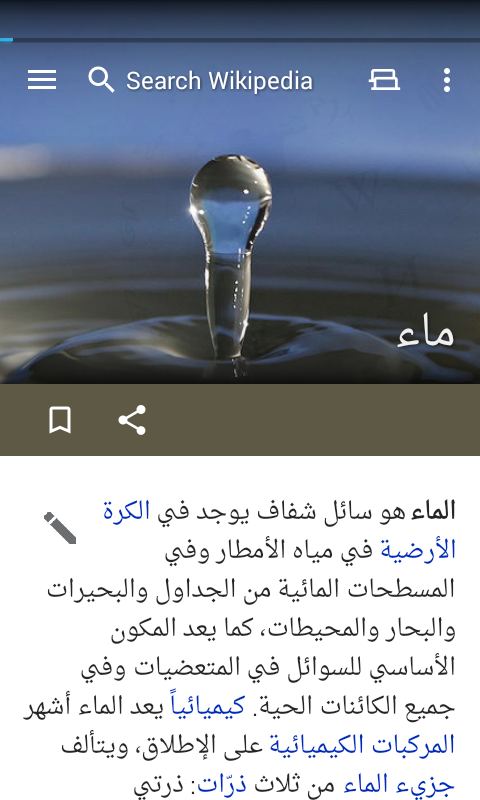 Search Wikipedia
ماء
الماء هو سائل شفاف يوجد في الكرة
الأرضية في مياه الأمطار وفي
المسطحات المائية من الجداول والبحيرات
والبحار والمحيطات، كما يعد المكون
الأساسي للسوائل في المتعضيات وفي
جميع الكائنات الحية. كيميائياً يعد الماء أشهر
المركبات الكيميائية على الإطلاق، ويتألف
جزيء الماء من ثلاث ذرّات: ذرتي